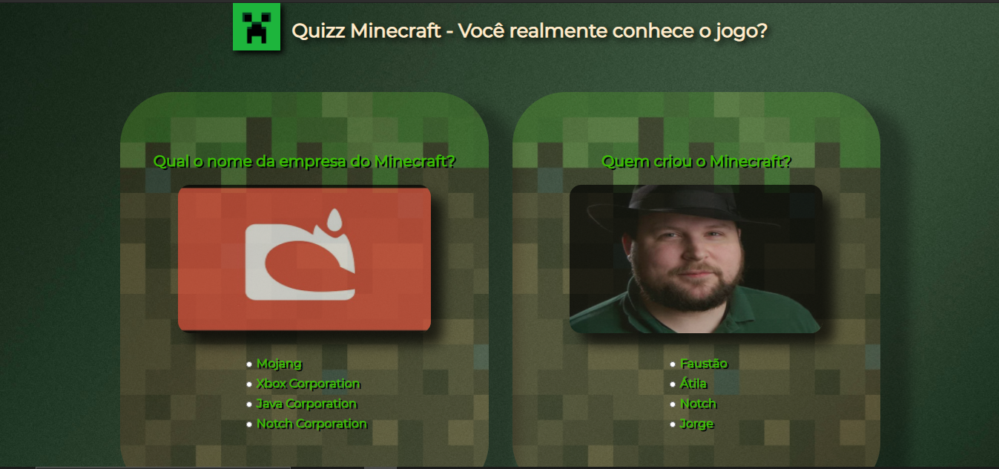 Quizz Minecraft - Você realmente conhece o jogo?
Qual o nome da empresa do Minecraft?
Mojang
Xbox Corporation
Java Corporation
Notch Corporation
Quem criou o Minecraft?
Faustão
Átila
Notch
Jorge